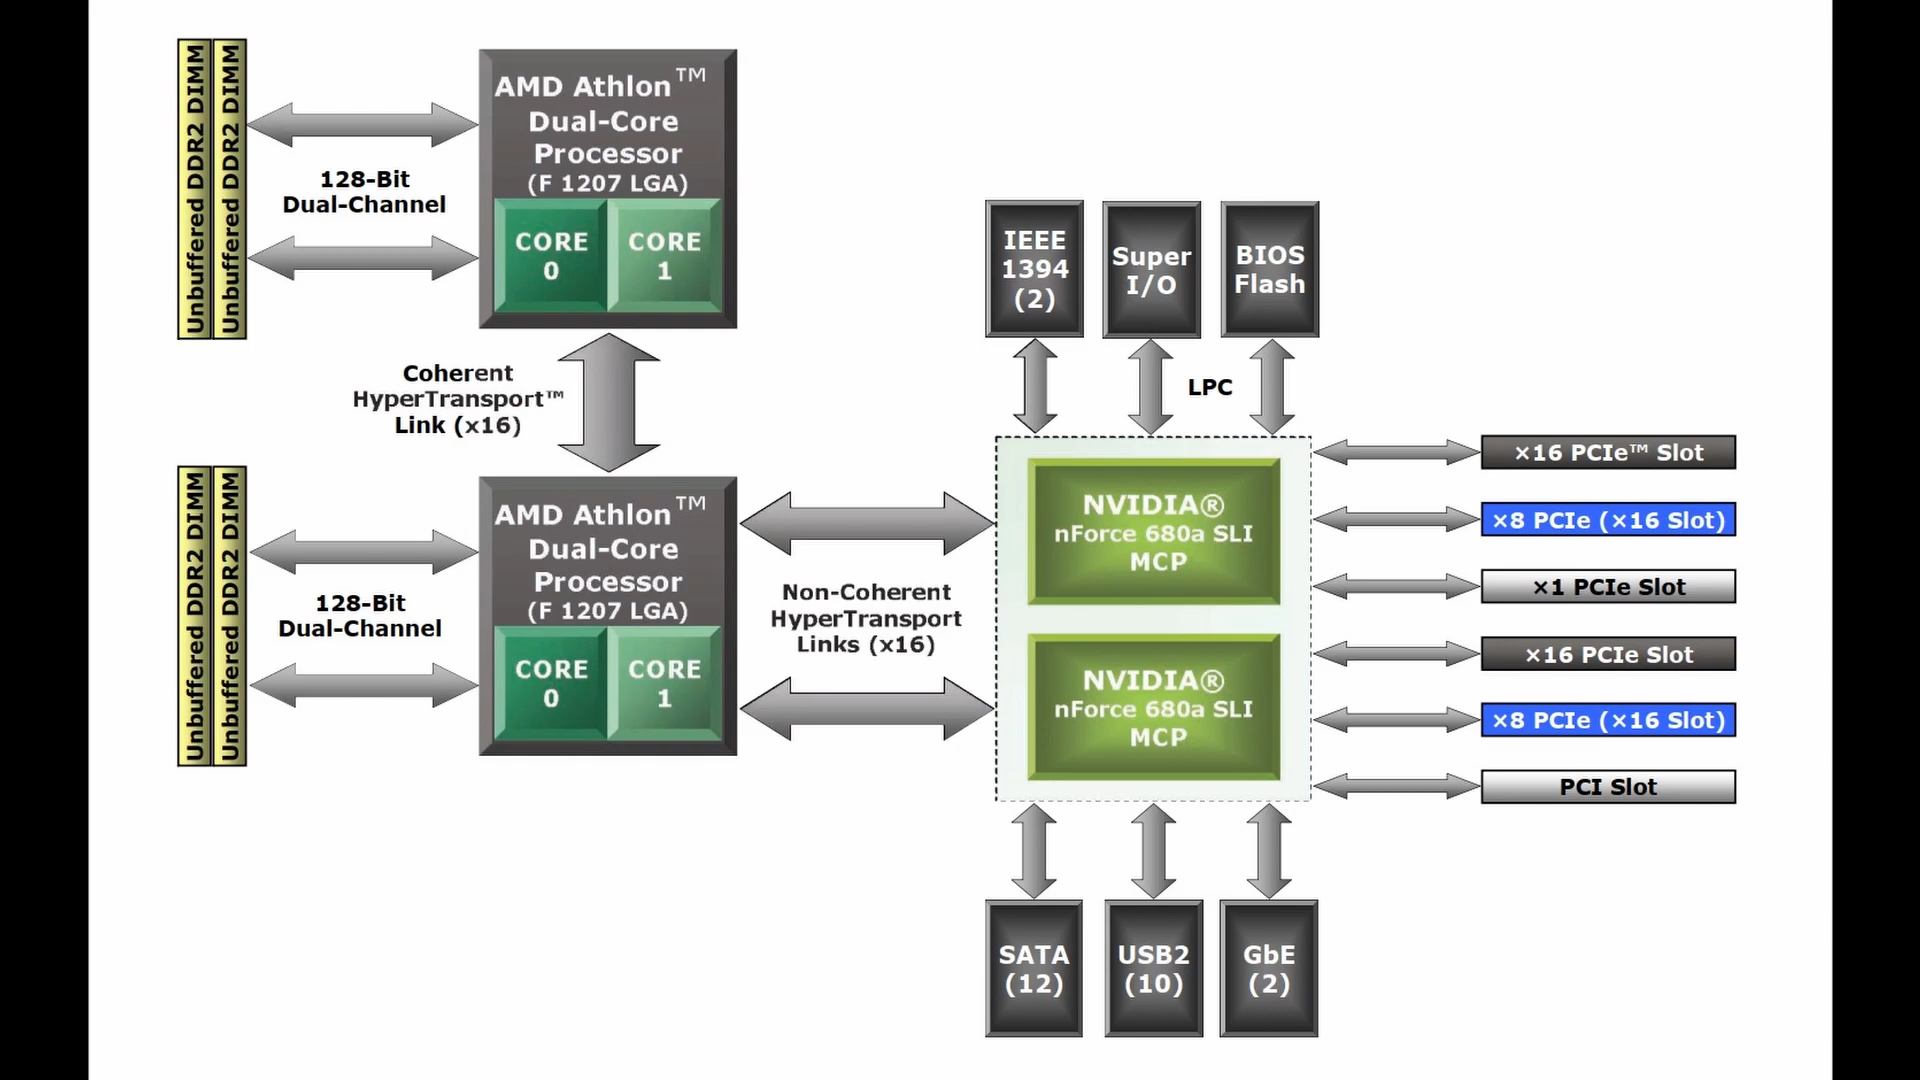 Unbuffered DDR2 DIMM
Unbuffered DDR2 DIMM
128-Bit
Dual-Channel
AMD Athlon™
Dual-Core
Processor
(F 1207 LGA)
CORE
0
CORE
1
Coherent
HyperTransport™
Link (x16)
Unbuffered DDR2 DIMM
Unbuffered DDR2 DIMM
128-Bit
Dual-Channel
AMD Athlon™
Dual-Core
Processor
(F 1207 LGA)
CORE
0
CORE
1
Non-Coherent
HyperTransport
Links (x16)
IEEE
1394
(2)
Super
I/O
BIOS
Flash
LPC
NVIDIA®
nForce 680a SLI
MCP
NVIDIA®
nForce 680a SLI
MCP
×16 PCIe™ Slot
×8 PCIe (×16 Slot)
×1 PCIe Slot
×16 PCIe Slot
×8 PCIe (×16 Slot)
PCI Slot
SATA
(12)
USB2
(10)
GbE
(2)